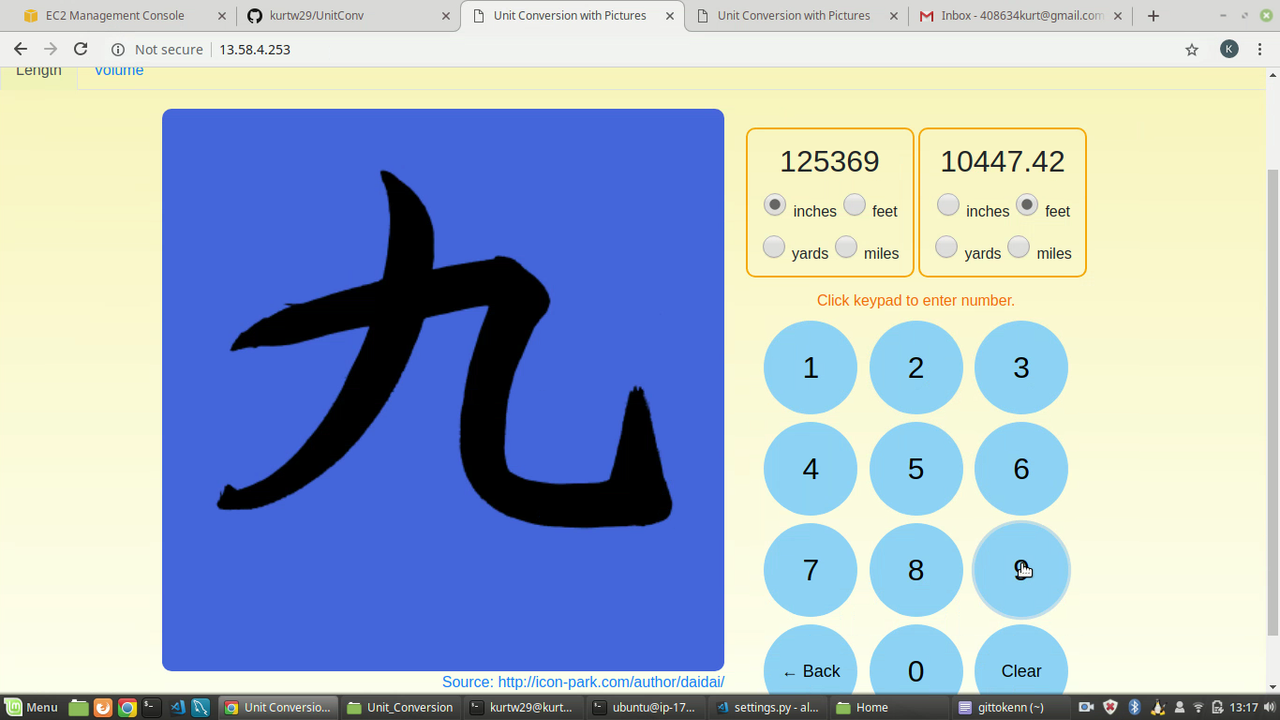 EC2 Management Console
kurtw29/UnitConv
Unit Conversion with Pictures
Unit Conversion with Pictures
Inbox - 408634kurt@gmail.com
Not secure
13.58.4.253
K
Length
Volume
九
Source: http://icon-park.com/author/daidai/
125369
inches
feet
yards
miles
10447.42
inches
feet
yards
miles
Click keypad to enter number.
1 2 3
4 5 6
7 8 9
← Back 0 Clear
Menu
Unit Conversio...
Unit_Conversion
kurtw29@kurt...
ubuntu@ip-17...
settings.py - al...
Home
gittokenn (~)
13:17